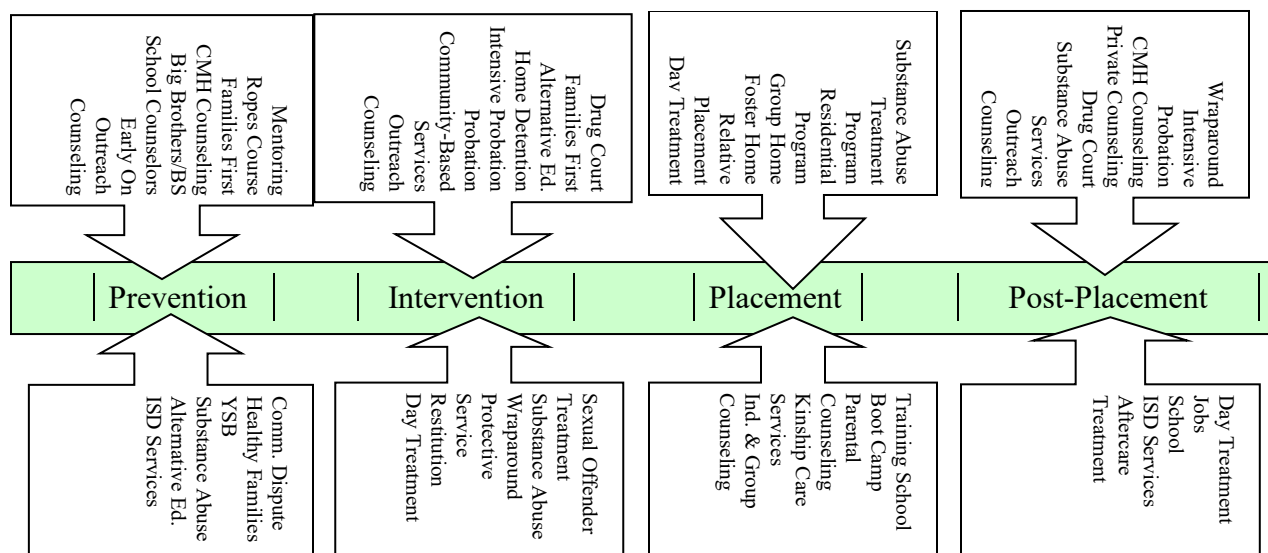 Mentoring
Ropes Course
Families First
CMH Counseling
Big Brothers/BS
School Counselors
Early On
Outreach
Counseling
Drug Court
Families First
Alternative Ed.
Home Detention
Intensive Probation
Probation
Community-Based
Services
Outreach
Counseling
Substance Abuse
Treatment
Program
Residential
Program
Group Home
Foster Home
Relative
Placement
Day Treatment
Wraparound
Intensive
Probation
CMH Counseling
Private Counseling
Drug Court
Substance Abuse
Services
Outreach
Counseling
Prevention
Intervention
Placement
Post-Placement
Comm. Dispute
Healthy Families
YSB
Substance Abuse
Alternative Ed.
ISD Services
Sexual Offender
Treatment
Substance Abuse
Wraparound
Protective
Service
Restitution
Day Treatment
Training School
Boot Camp
Parental
Counseling
Kinship Care
Services
Ind. & Group
Counseling
Day Treatment
Jobs
School
ISD Services
Aftercare
Treatment